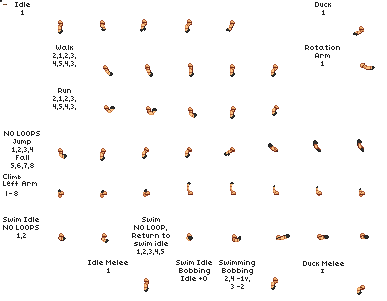 Idle
1
Duck
1
Walk
2,1,2,3,
4,5,4,3,
Rotation
Arm
1
Run
2,1,2,3,
4,5,4,3,
NO LOOPS
Jump
1,2,3,4
Fall
5,6,7,8
Climb
Left Arm
1-8
Swim Idle
NO LOOPS
1,2
Swim
NO LOOP,
Return to
swim idle
1,2,3,4,5
Swim Idle
Bobbing
Idle +0
Swimming
Bobbing
2,4 -1v,
3 -2
Idle Melee
1
Duck Melee
1